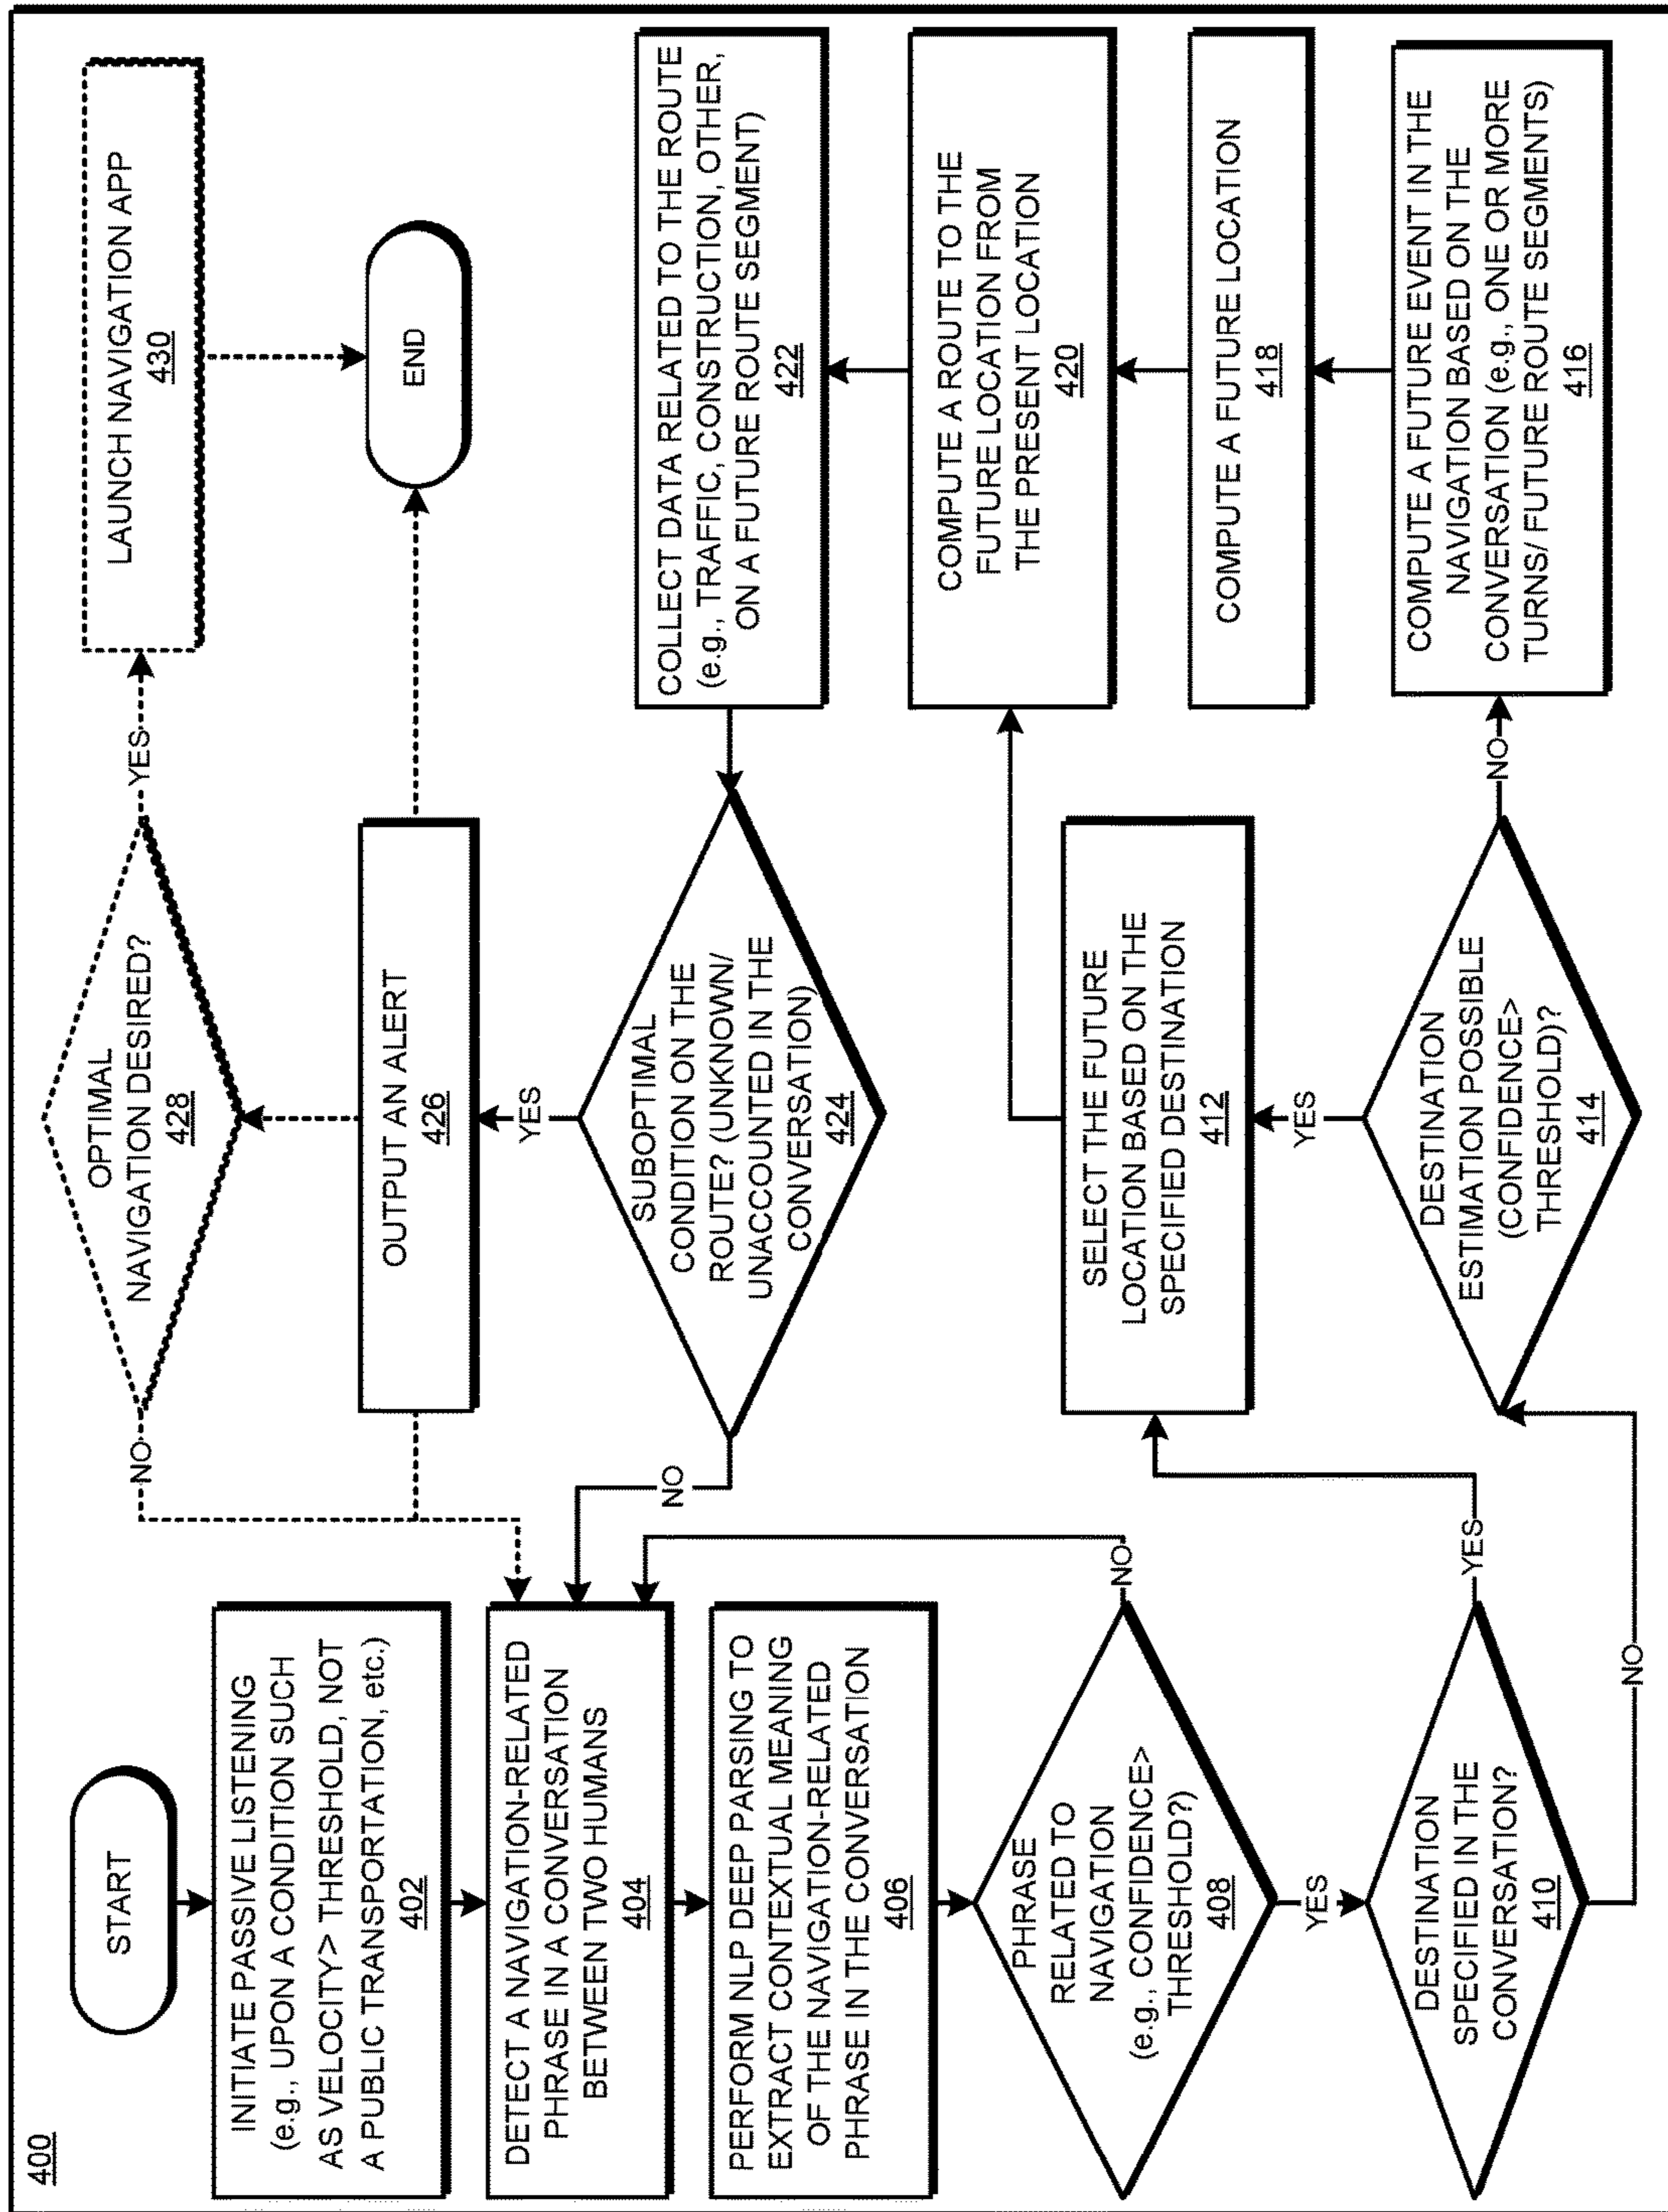 400
START
INITIATE PASSIVE LISTENING
(e.g., UPON A CONDITION SUCH
AS VELOCITY> THRESHOLD, NOT
A PUBLIC TRANSPORTATION, etc.)
402
DETECT A NAVIGATION-RELATED
PHRASE IN A CONVERSATION
BETWEEN TWO HUMANS
404
PERFORM NLP DEEP PARSING TO
EXTRACT CONTEXTUAL MEANING
OF THE NAVIGATION-RELATED
PHRASE IN THE CONVERSATION
406
PHRASE
RELATED TO
NAVIGATION
(e.g., CONFIDENCE>
THRESHOLD?)
408
NO
YES
DESTINATION
SPECIFIED IN THE
CONVERSATION?
410
YES
NO
SELECT THE FUTURE
LOCATION BASED ON THE
SPECIFIED DESTINATION
412
YES
DESTINATION
ESTIMATION POSSIBLE
(CONFIDENCE>
THRESHOLD)?
414
NO
COMPUTE A FUTURE EVENT IN THE
NAVIGATION BASED ON THE
CONVERSATION (e.g., ONE OR MORE
TURNS/ FUTURE ROUTE SEGMENTS)
416
COMPUTE A FUTURE LOCATION
418
COMPUTE A ROUTE TO THE
FUTURE LOCATION FROM
THE PRESENT LOCATION
420
COLLECT DATA RELATED TO THE ROUTE
(e.g., TRAFFIC, CONSTRUCTION, OTHER,
ON A FUTURE ROUTE SEGMENT)
422
SUBOPTIMAL
CONDITION ON THE
ROUTE? (UNKNOWN/
UNACCOUNTED IN THE
CONVERSATION)
424
NO
YES
OUTPUT AN ALERT
426
OPTIMAL
NAVIGATION DESIRED?
428
NO
YES
LAUNCH NAVIGATION APP
430
END